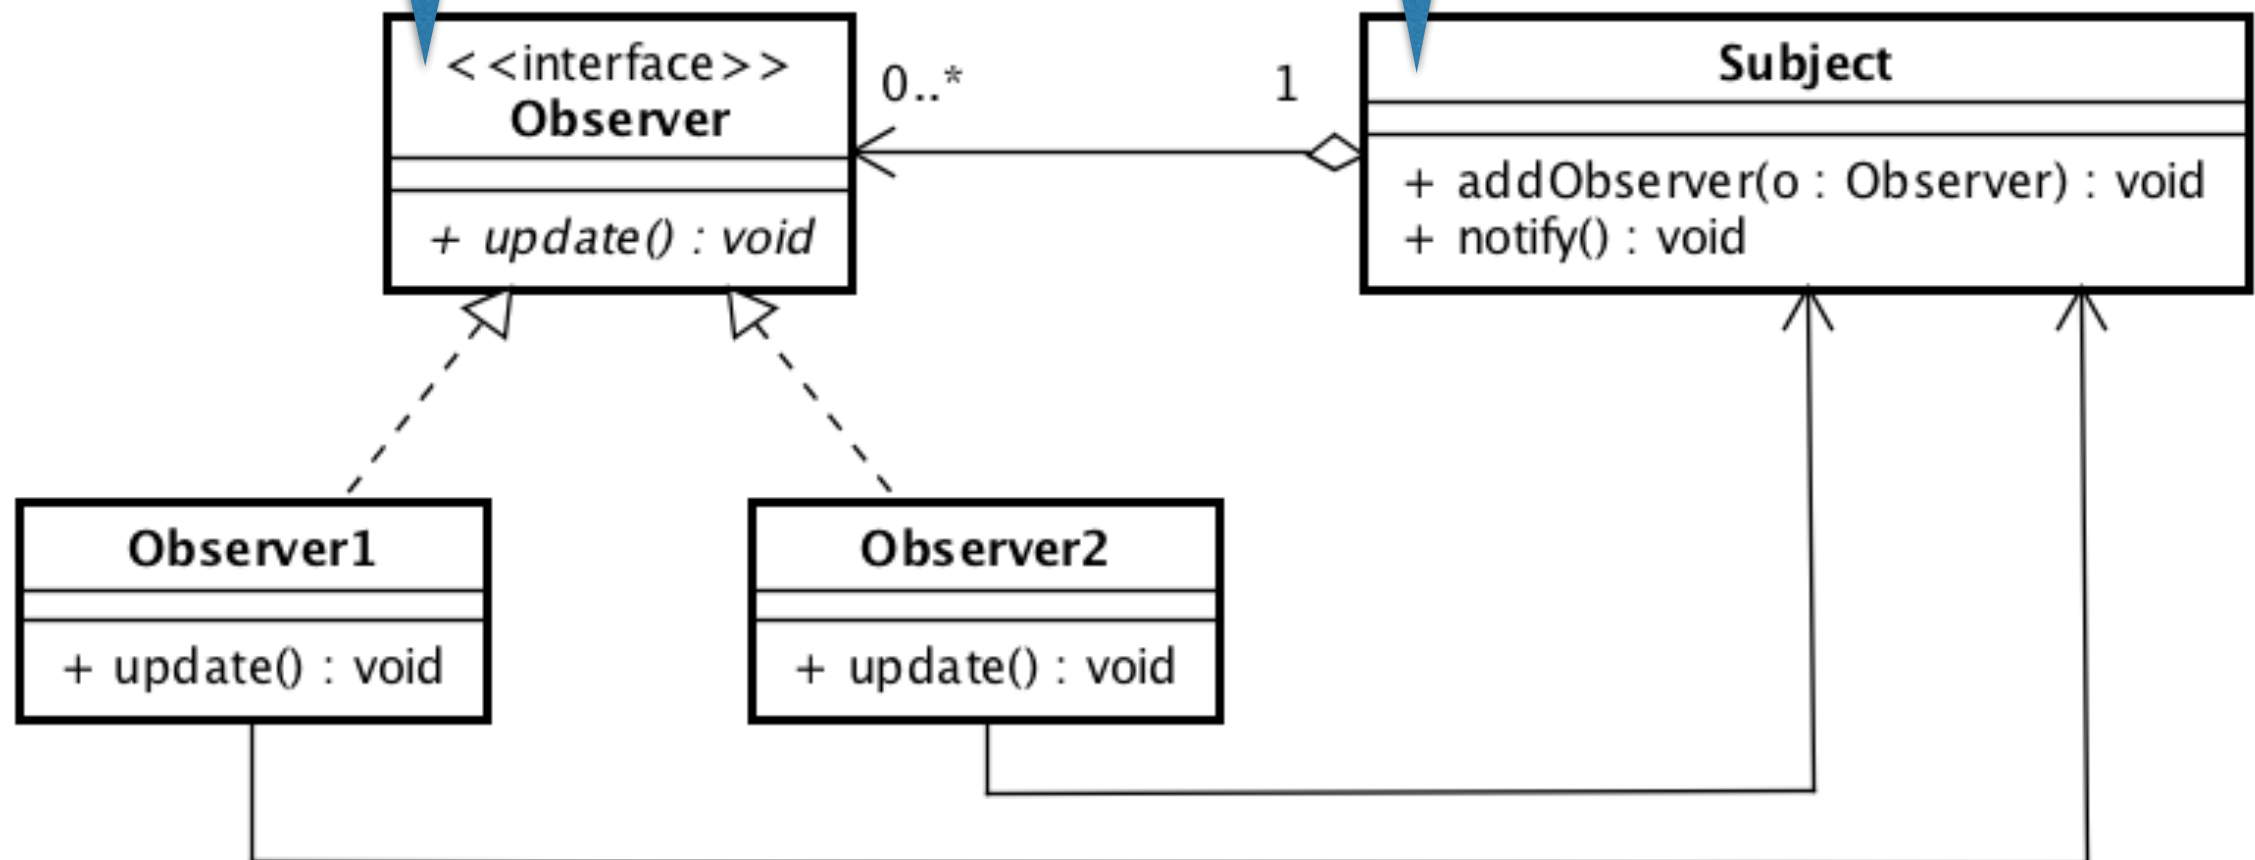 <<interface>>
Observer
+ update() : void
0..*
1
Subject
+ addObserver(o : Observer) : void
+ notify() : void
Observer1
+ update() : void
Observer2
+ update() : void